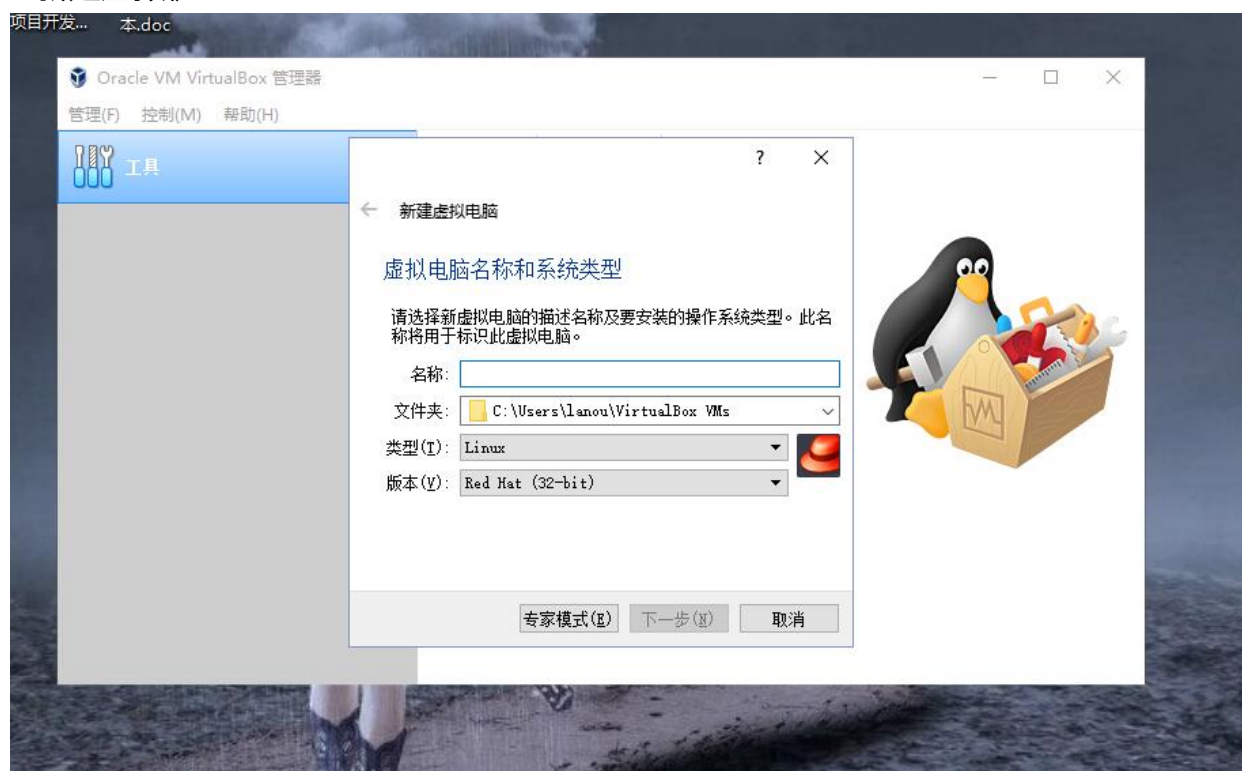 项目开发... 本.doc
Oracle VM VirtualBox 管理器
管理(F) 控制(M) 帮助(H)
工具
新建虚拟电脑
虚拟电脑名称和系统类型
请选择新虚拟电脑的描述名称及要安装的操作系统类型。此名
称将用于标识此虚拟电脑。
名称:
文件夹: C:\Users\lanou\VirtualBox VMs
类型(T): Linux
版本(V): Red Hat (32-bit)
专家模式(E) 下一步(N) 取消